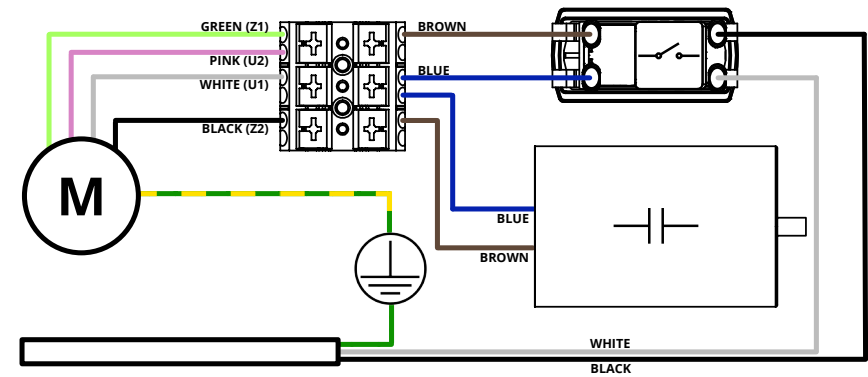 GREEN (Z1)
BROWN
PINK (U2)
BLUE
WHITE (U1)
BLACK (Z2)
M
BLUE
BROWN
WHITE
BLACK